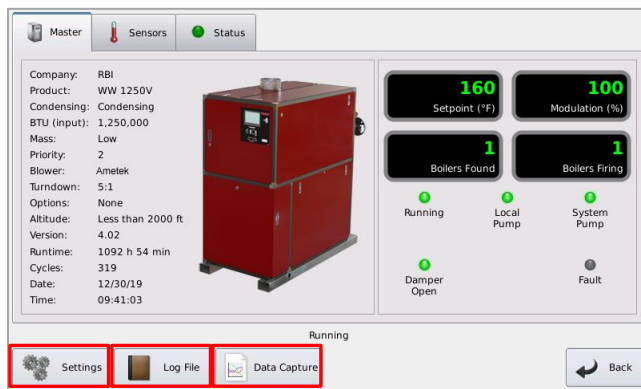 Master
Sensors
Status
Company: RBI
Product: WW 1250V
Condensing: Condensing
BTU (input): 1,250,000
Mass: Low
Priority: 2
Blower: Ametek
Turndown: 5:1
Options: None
Altitude: Less than 2000 ft
Version: 4.02
Runtime: 1092 h 54 min
Cycles: 319
Date: 12/30/19
Time: 09:41:03
160
Setpoint (°F)
100
Modulation (%)
1
Boilers Found
1
Boilers Firing
Running
Local
Pump
System
Pump
Damper
Open
Fault
Running
Settings
Log File
Data Capture
Back